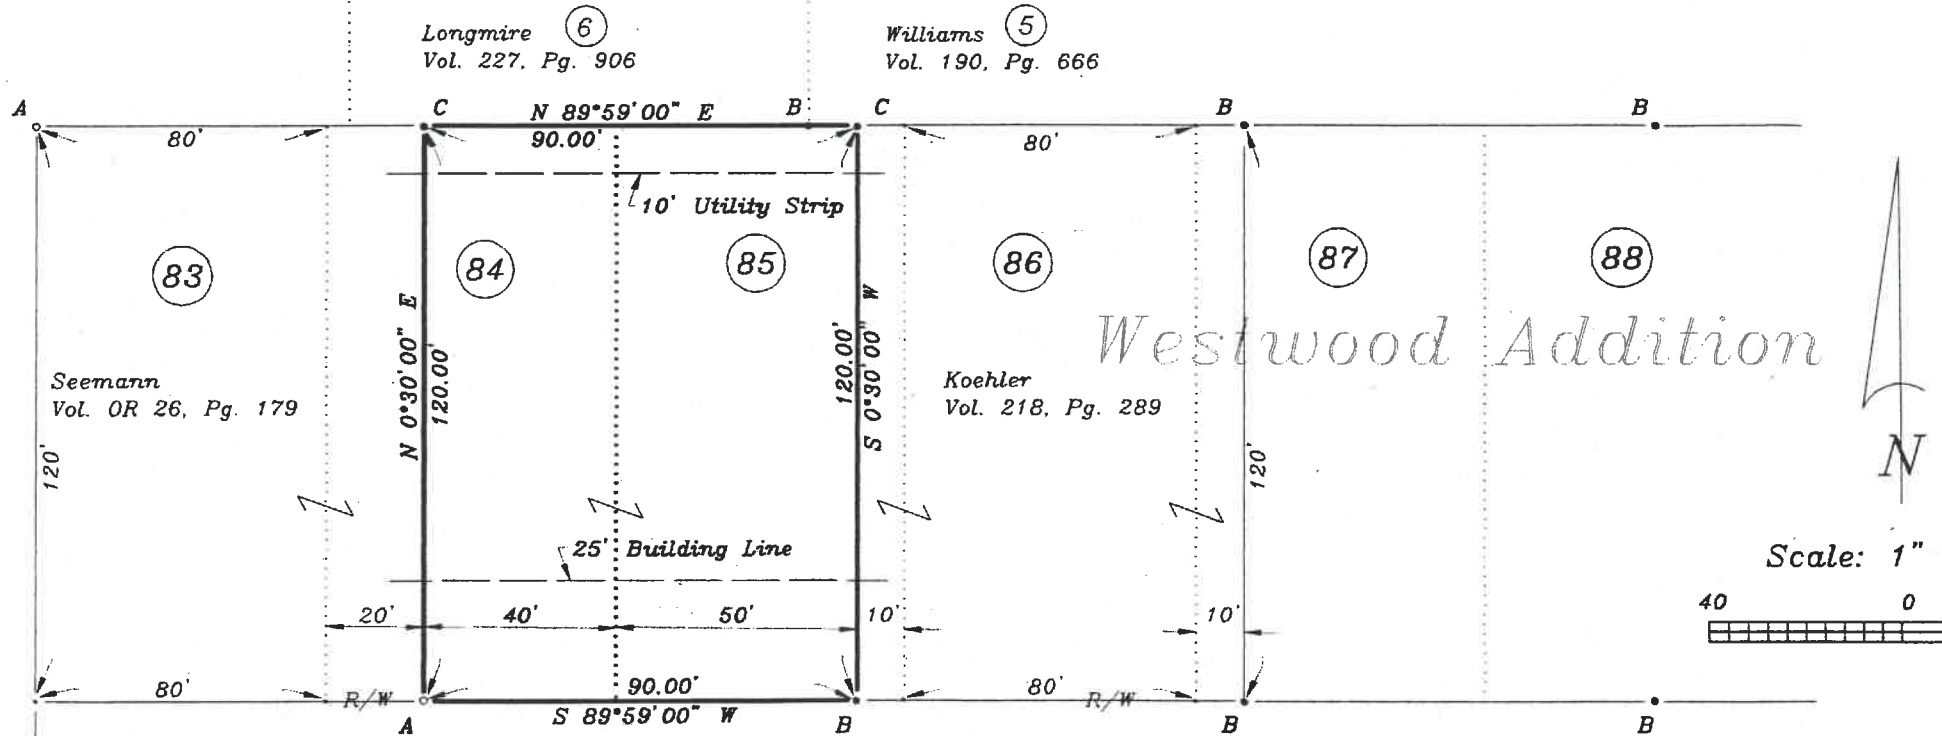 Longmire 6
Vol. 227, Pg. 906
Williams 5
Vol. 190, Pg. 666
A
C
N 89°59'00" E
B
C
B
B
80'
90.00'
80'
10' Utility Strip
83
84
85
86
87
88
Westwood Addition
N 0°30'00" E
120.00
120.00'
S 0°30'00" W
Seemann
Vol. OR 26, Pg. 179
Koehler
Vol. 218, Pg. 289
120'
120'
N
25' Building Line
Scale: 1"
40 0
20'
40'
50'
10'
10'
80'
R/W
90.00'
80'
R/W
A
S 89°59'00" W
B
B
B